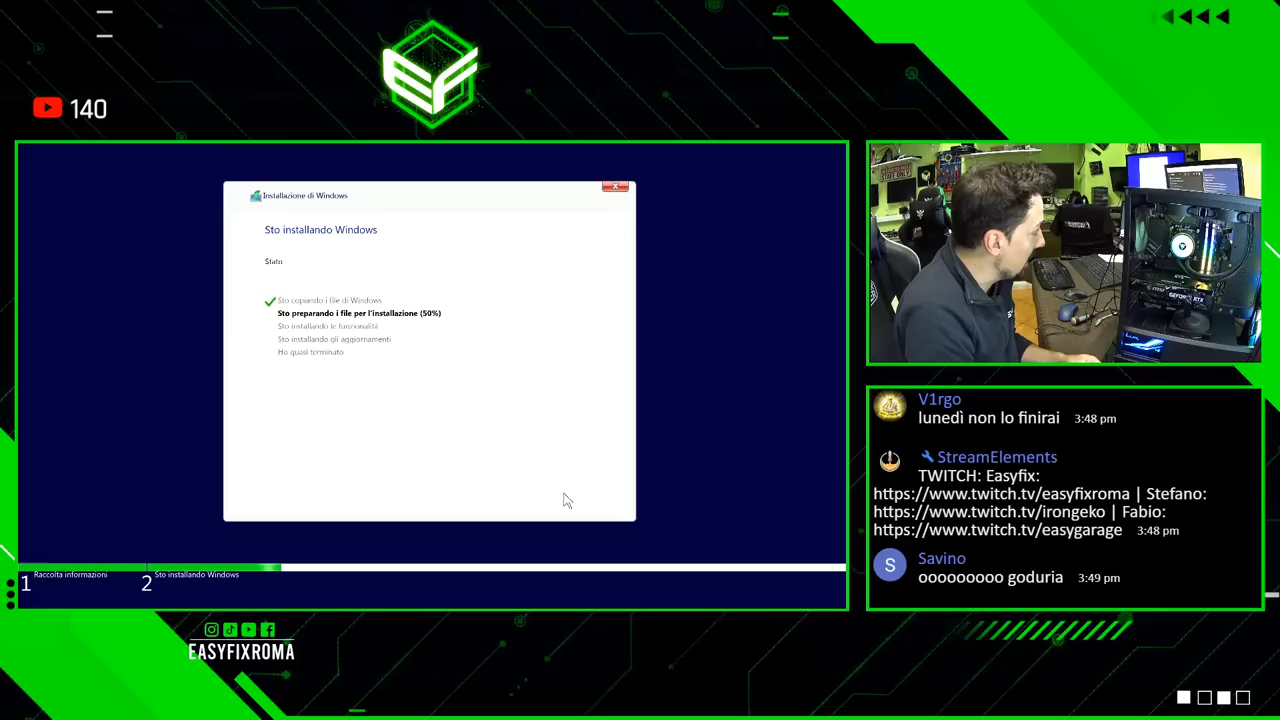 EF
140
Installazione di Windows
Sto installando Windows
Stato
Sto copiando i file di Windows
Sto preparando i file per l'installazione (50%)
Sto installando le funzionalità
Sto installando gli aggiornamenti
Ho quasi terminato
1 Raccolta informazioni
2 Sto installando Windows
V1rgo
lunedì non lo finirai 3:48 pm
StreamElements
TWITCH: Easyfix:
https://www.twitch.tv/easyfixroma | Stefano:
https://www.twitch.tv/irongeko | Fabio:
https://www.twitch.tv/easygarage 3:48 pm
S
Savino
ooooooooo goduria 3:49 pm
EASYFIXROMA
GEFORCE RTX